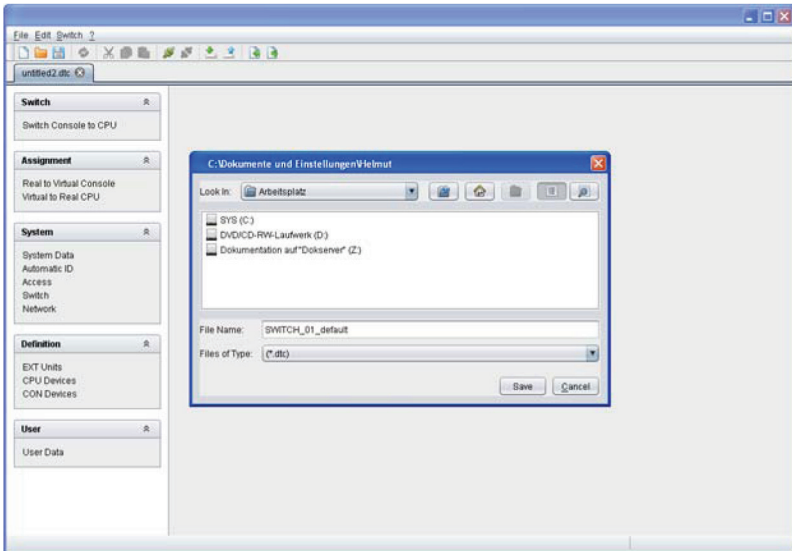 File Edit Switch ?
untitled2.dtc
Switch
Switch Console to CPU
Assignment
Real to Virtual Console
Virtual to Real CPU
System
System Data
Automatic ID
Access
Switch
Network
Definition
EXT Units
CPU Devices
CON Devices
User
User Data
C:\Dokumente und Einstellungen\Helmut
Look In: Arbeitsplatz
SYS (C:)
DVD/CD-RW-Laufwerk (D:)
Dokumentation auf "Dokserver" (Z:)
File Name: SWITCH_01_default
Files of Type: (*.dtc)
Save Cancel